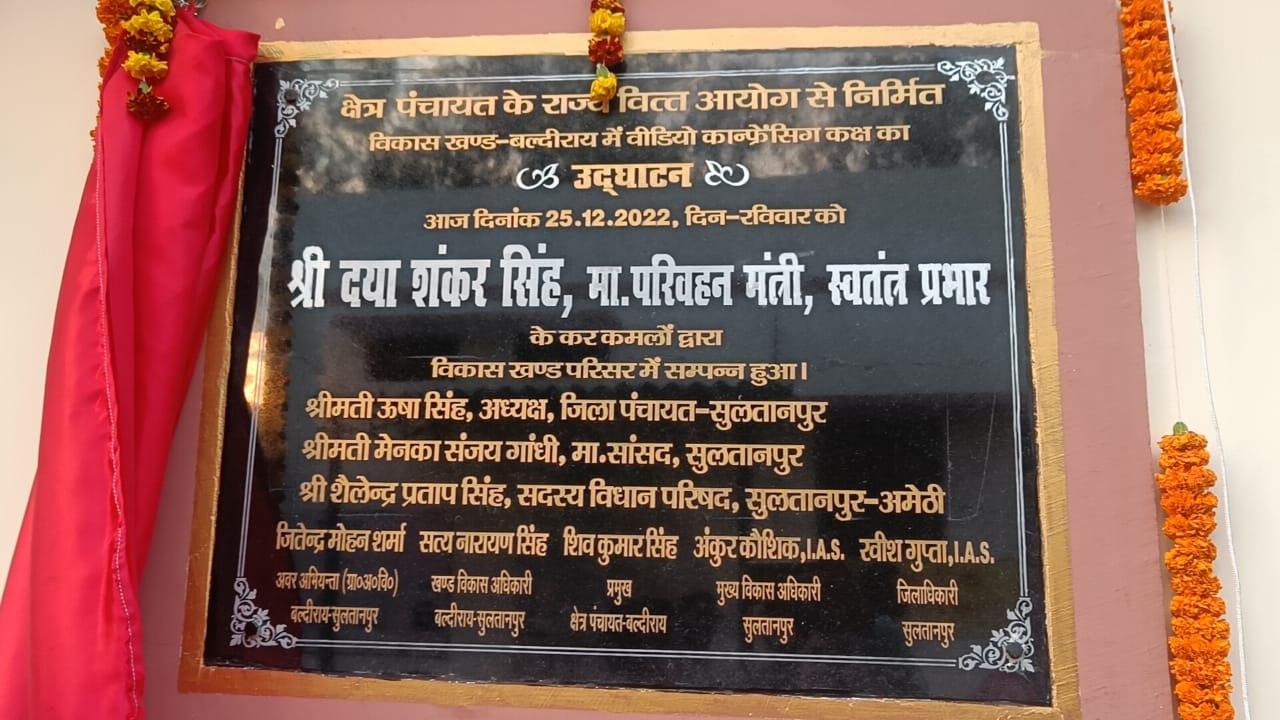 क्षेत्र पंचायत के राज्य वित्त आयोग से निर्मित
विकास खण्ड-बल्दीराय में वीडियो कान्फ्रेंसिग कक्ष का
उद्घाटन
आज दिनांक 25.12.2022, दिन-रविवार को
श्री दया शंकर सिंह, मा.परिवहन मंत्री, स्वतंत्र प्रभार
के कर कमलों द्वारा
विकास खण्ड परिसर में सम्पन्न हुआ।
श्रीमती ऊषा सिंह, अध्यक्ष, जिला पंचायत-सुलतानपुर
श्रीमती मेनका संजय गांधी, मा.सांसद, सुलतानपुर
श्री शैलेन्द्र प्रताप सिंह, सदस्य विधान परिषद, सुलतानपुर-अमेठी
जितेन्द्र मोहन शर्मा सत्य नारायण सिंह शिव कुमार सिंह अंकुर कौशिक,I.A.S. रवीश गुप्ता,I.A.S.
अवर अभियन्ता (ग्रा०अ०वि०) खण्ड विकास अधिकारी प्रमुख मुख्य विकास अधिकारी जिलाधिकारी
बल्दीराय-सुलतानपुर बल्दीराय-सुलतानपुर क्षेत्र पंचायत-बल्दीराय सुलतानपुर सुलतानपुर